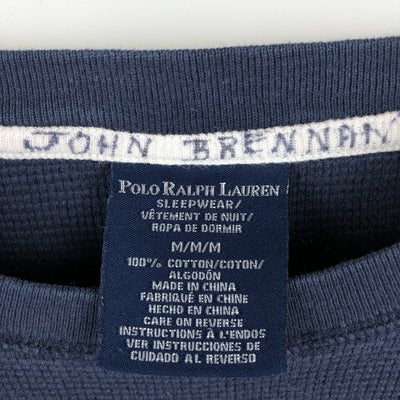 JOHN BRENNAN
POLO RALPH LAUREN
SLEEPWEAR/
VÊTEMENT DE NUIT/
ROPA DE DORMIR
M/M/M
100% COTTON/COTON/
ALGODÓN
MADE IN CHINA
FABRIQUÉ EN CHINE
HECHO EN CHINA
CARE ON REVERSE
INSTRUCTIONS À L'ENDOS
VER INSTRUCCIONES DE
CUIDADO AL REVERSO